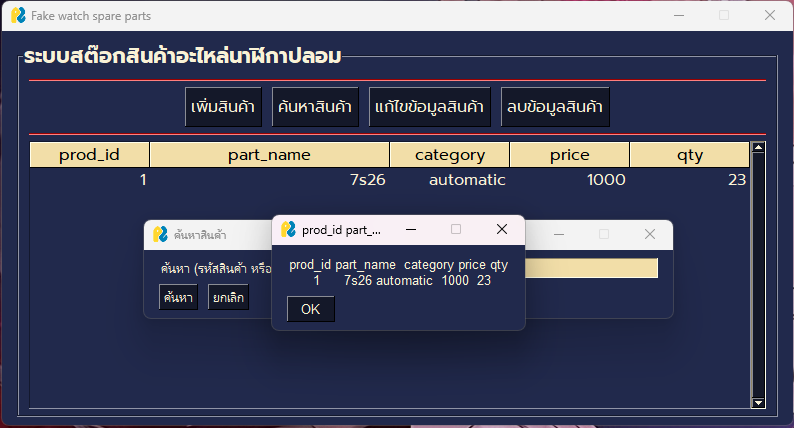 Fake watch spare parts
ระบบสต๊อกสินค้าอะไหล่นาฬิกาปลอม
เพิ่มสินค้า ค้นหาสินค้า แก้ไขข้อมูลสินค้า ลบข้อมูลสินค้า
prod_id part_name category price qty
1 7s26 automatic 1000 23
ค้นหาสินค้า
ค้นหา (รหัสสินค้า หรือ
ค้นหา ยกเลิก
prod_id part_...
prod_id part_name category price qty
1 7s26 automatic 1000 23
OK